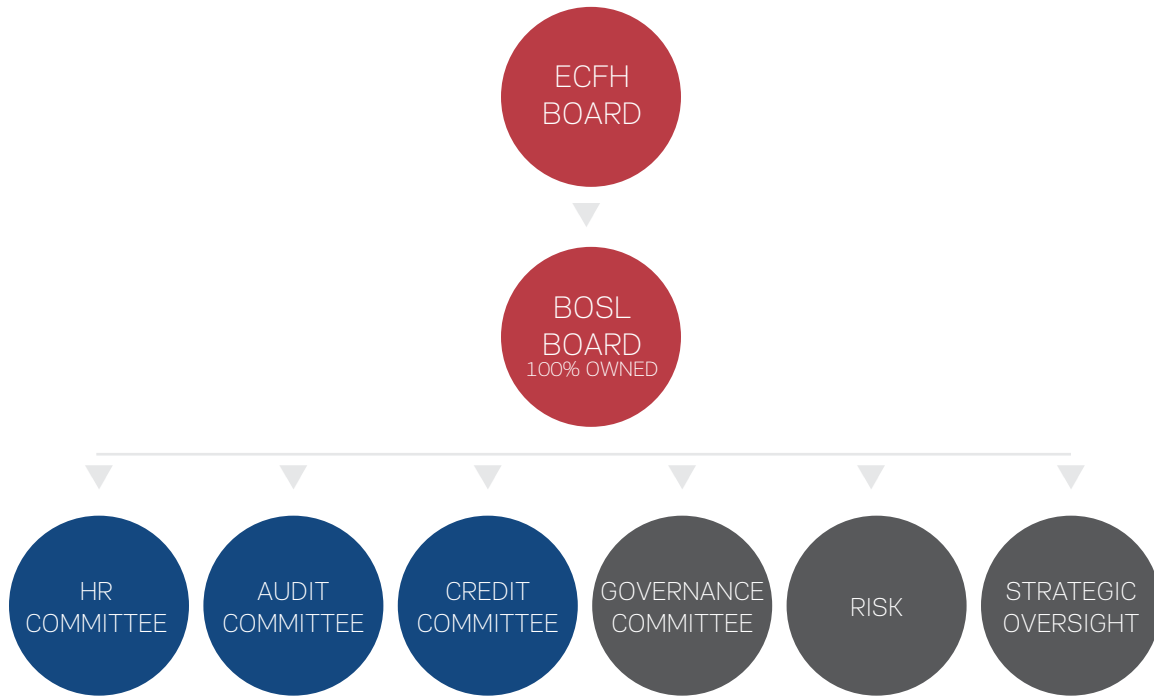 ECFH
BOARD
BOSL
BOARD
100% OWNED
HR
COMMITTEE
AUDIT
COMMITTEE
CREDIT
COMMITTEE
GOVERNANCE
COMMITTEE
RISK
STRATEGIC
OVERSIGHT